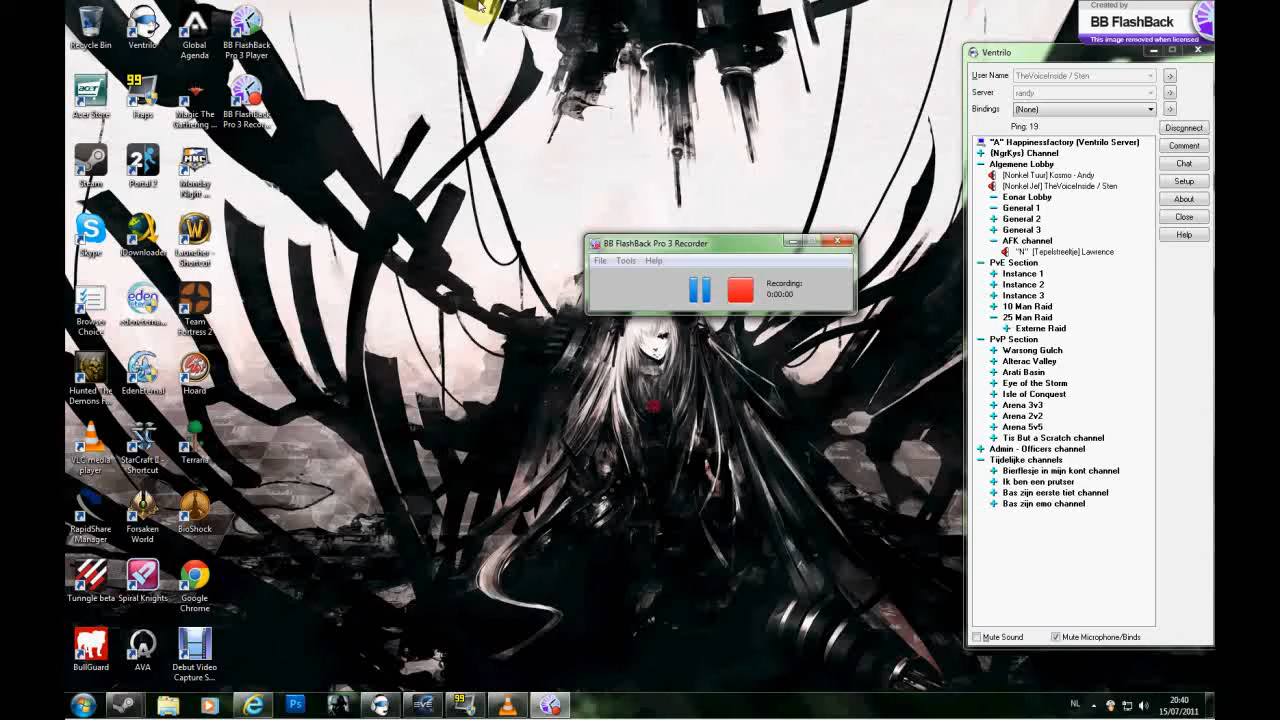 Recycle Bin
Ventrilo
Global
Agenda
BB FlashBack
Pro 3 Player
Acer Store
99
Fraps
Magic The
Gathering ...
BB FlashBack
Pro 3 Recor...
Steam
Portal 2
Monday
Night ...
Skype
IDownloader
Launcher -
Shortcut
Browser
Choice
edeneterna...
Team
Fortress 2
Hunted The
Demons F...
EdenEternal
Hoard
VLC media
player
StarCraft II -
Shortcut
Terraria
RapidShare
Manager
Forsaken
World
BioShock
Tunngle beta
Spiral Knights
Google
Chrome
BullGuard
AVA
Debut Video
Capture S...
BB FlashBack Pro 3 Recorder
File Tools Help
Recording:
0:00:00
Created by
BB FlashBack
This image removed when licensed
Ventrilo
User Name TheVoiceInside / Sten
Server randy
Bindings (None)
Ping: 19
Disconnect
Comment
Chat
Setup
About
Close
Help
"A" Happinessfactory (Ventrilo Server)
(NgrKys) Channel
Algemene Lobby
[Nonkel Tuur] Kosmo - Andy
[Nonkel Jef] TheVoiceInside / Sten
Eonar Lobby
General 1
General 2
General 3
AFK channel
"N" [Tepelstreeltje] Lawrence
PvE Section
Instance 1
Instance 2
Instance 3
10 Man Raid
25 Man Raid
Externe Raid
PvP Section
Warsong Gulch
Alterac Valley
Arati Basin
Eye of the Storm
Isle of Conquest
Arena 3v3
Arena 2v2
Arena 5v5
Tis But a Scratch channel
Admin - Officers channel
Tijdelijke channels
Bierflesje in mijn kont channel
Ik ben een prutser
Bas zijn eerste tiet channel
Bas zijn emo channel
Mute Sound
Mute Microphone/Binds
Ps
EVE
99
NL
20:40
15/07/2011